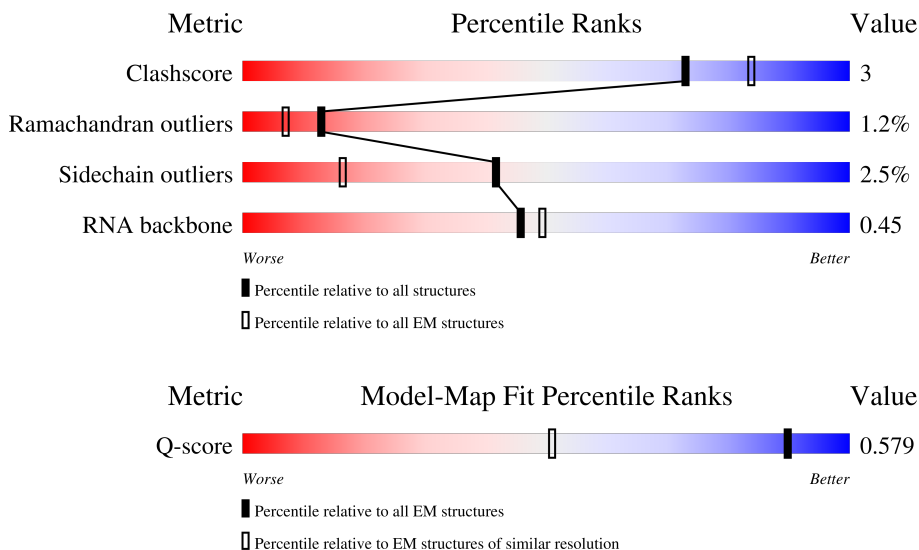 Metric Percentile Ranks Value
Clashscore 3
Ramachandran outliers 1.2%
Sidechain outliers 2.5%
RNA backbone 0.45
Worse Better
Percentile relative to all structures
Percentile relative to all EM structures
Metric Model-Map Fit Percentile Ranks Value
Q-score 0.579
Worse Better
Percentile relative to all EM structures
Percentile relative to EM structures of similar resolution